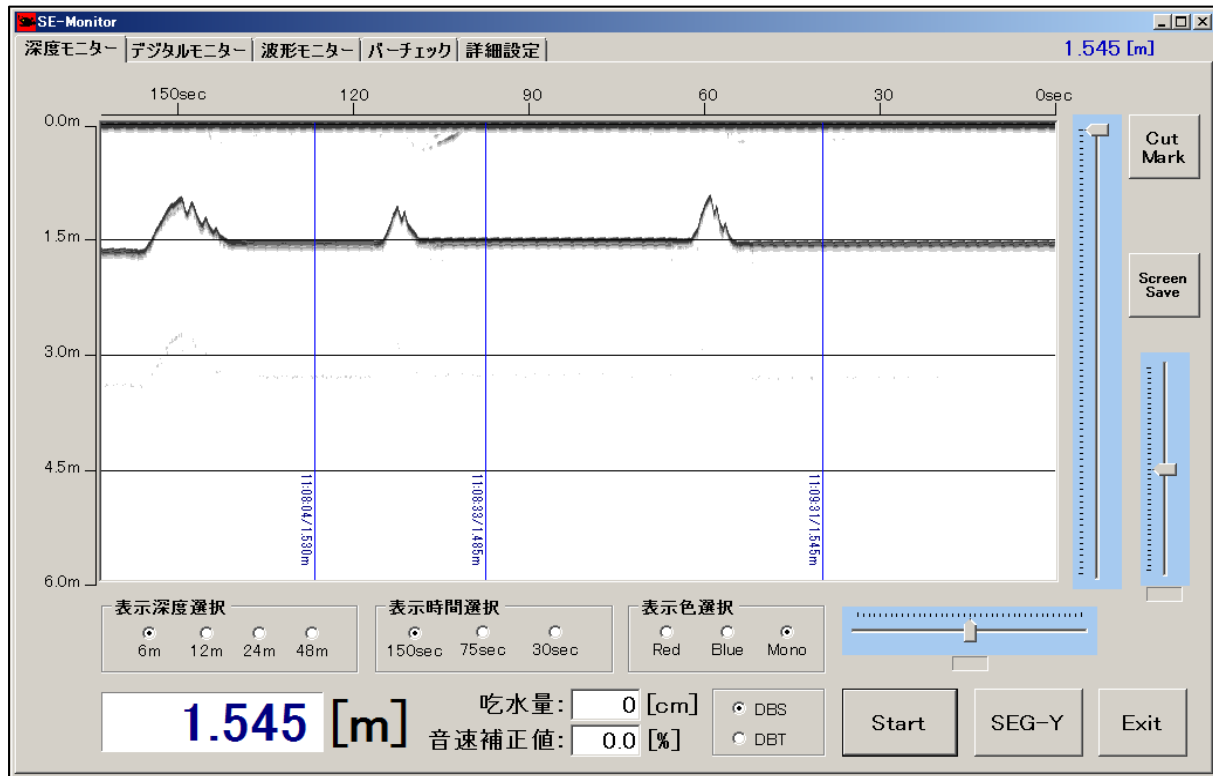 SE-Monitor
深度モニター デジタルモニター 波形モニター バーチェック 詳細設定 1.545 [m]
150sec 120 90 60 30 0sec
0.0m
1.5m
3.0m
4.5m
6.0m
11:08:04/1.530m
11:08:33/1.485m
11:09:31/1.545m
Cut
Mark
Screen
Save
表示深度選択
6m 12m 24m 48m
表示時間選択
150sec 75sec 30sec
表示色選択
Red Blue Mono
1.545 [m]
吃水量: 0 [cm]
音速補正値: 0.0 [%]
DBS
DBT
Start SEG-Y Exit